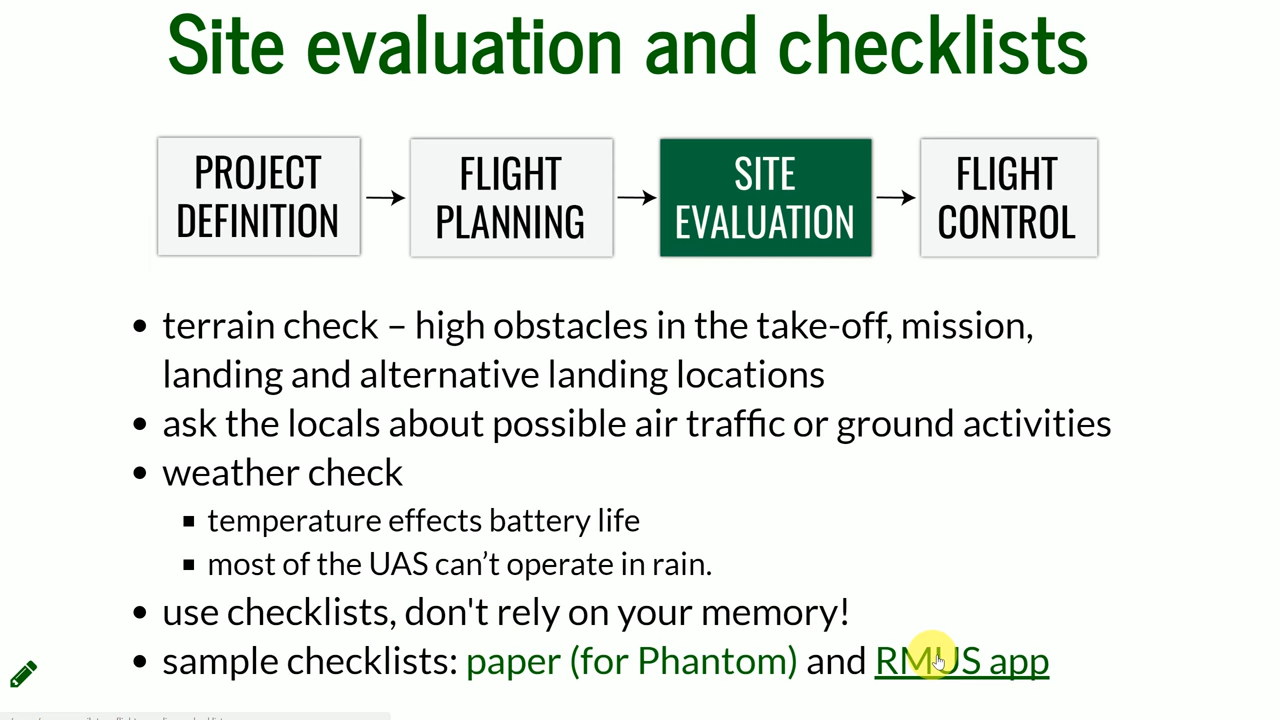 Site evaluation and checklists
PROJECT
DEFINITION
FLIGHT
PLANNING
SITE
EVALUATION
FLIGHT
CONTROL
• terrain check – high obstacles in the take-off, mission,
landing and alternative landing locations
• ask the locals about possible air traffic or ground activities
• weather check
▪ temperature effects battery life
▪ most of the UAS can’t operate in rain.
• use checklists, don't rely on your memory!
• sample checklists: paper (for Phantom) and RMUS app